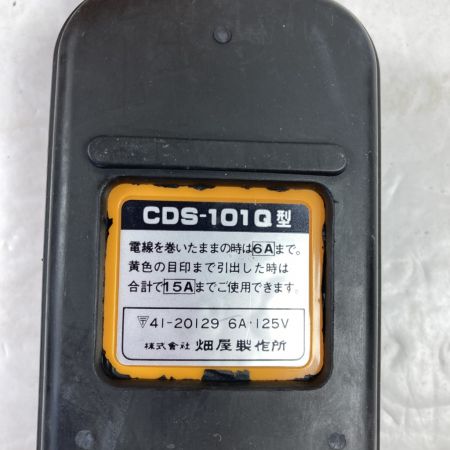 CDS-101Q型
電線を巻いたままの時は6Aまで。
黄色の目印まで引出した時は
合計で15Aまでご使用できます。
▽41-20129 6A・125V
株式会社 畑屋製作所